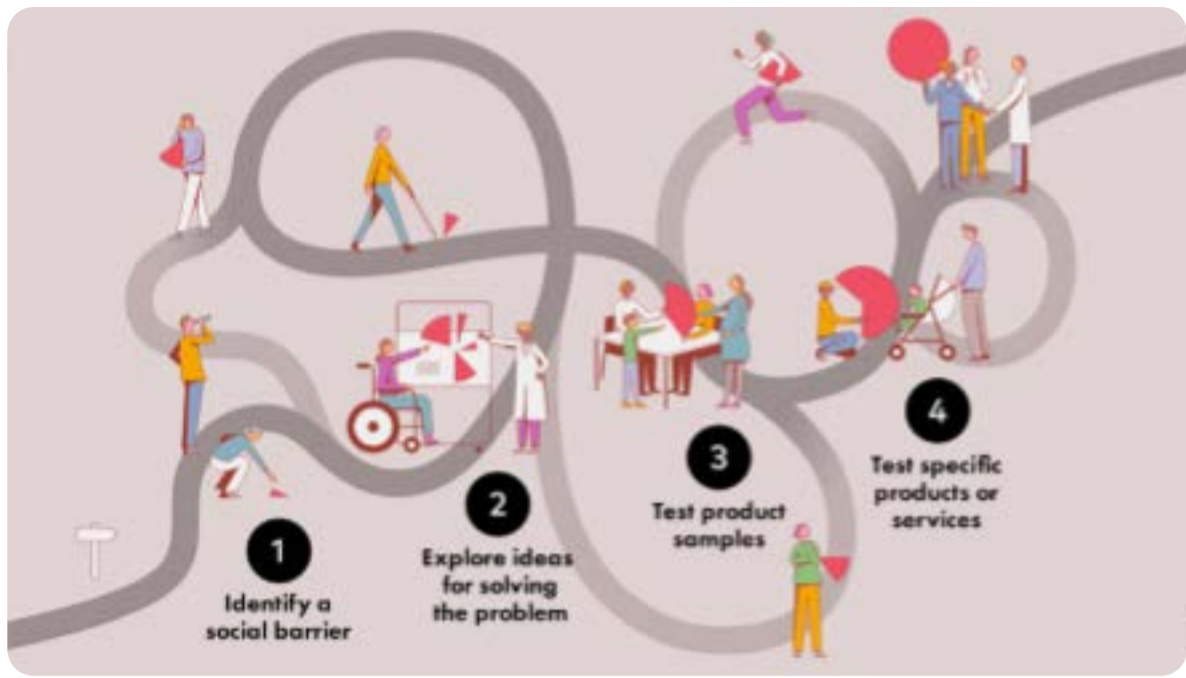 1
Identify a
social barrier
2
Explore ideas
for solving
the problem
3
Test product
samples
4
Test specific
products or
services